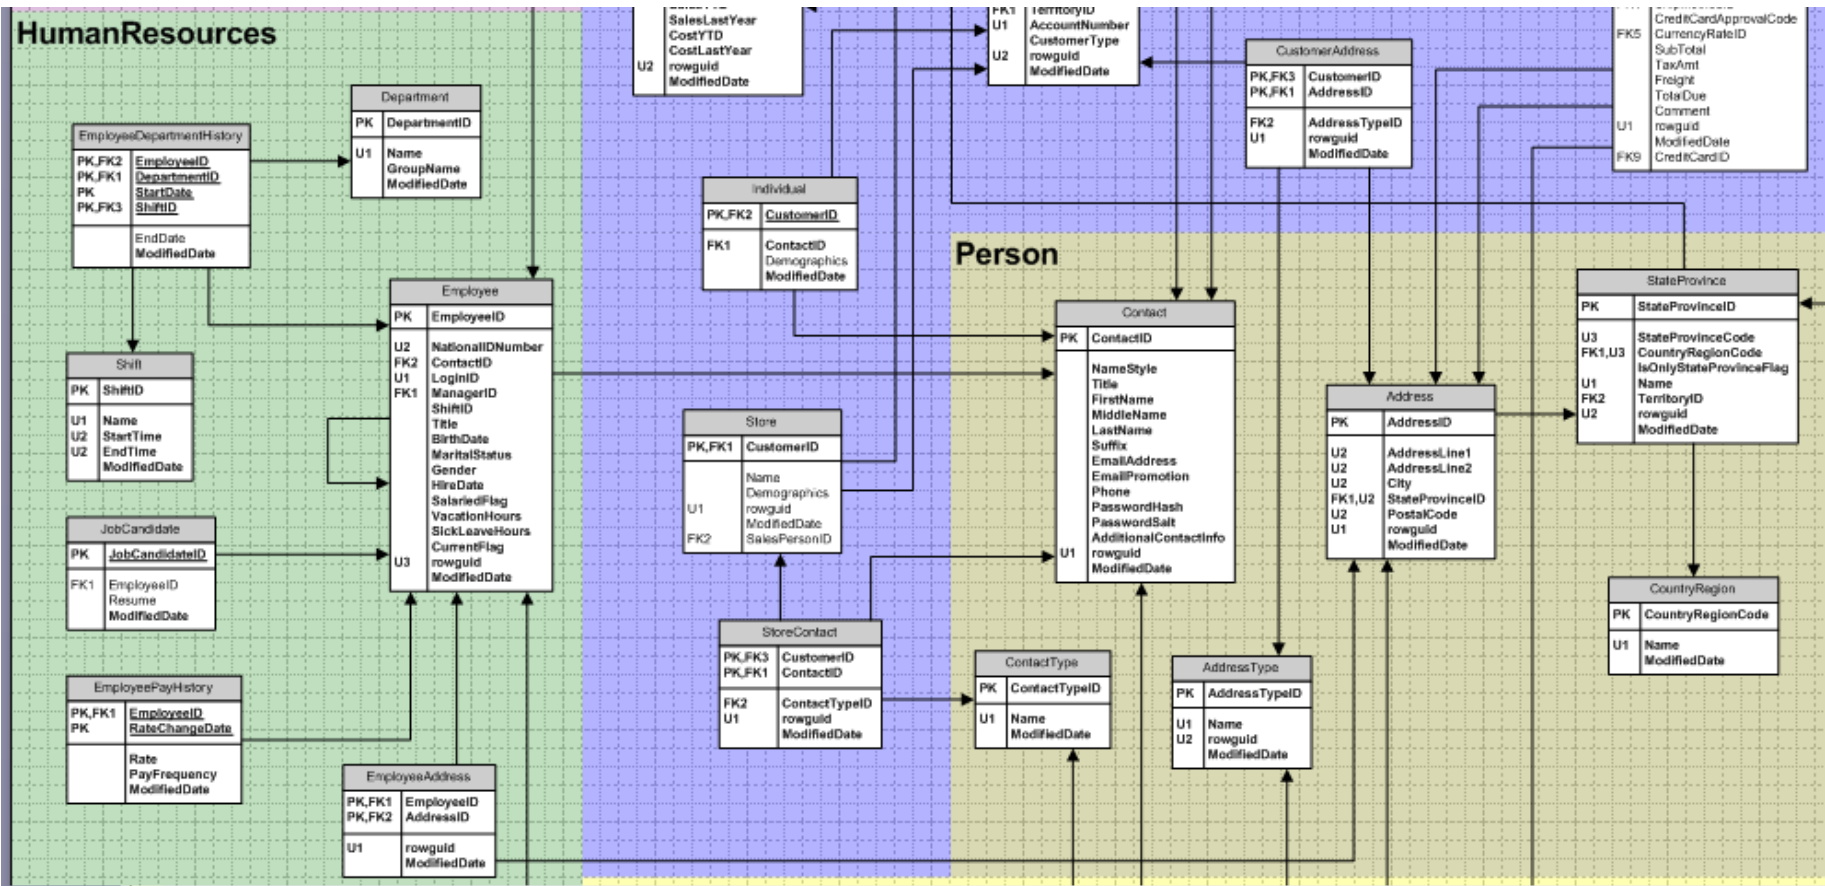 HumanResources
SalesLastYear
CostYTD
CostLastYear
U2 rowguid
ModifiedDate
FK1 TerritoryID
U1 AccountNumber
CustomerType
U2 rowguid
ModifiedDate
CustomerAddress
PK,FK3 CustomerID
PK,FK1 AddressID
FK2 AddressTypeID
U1 rowguid
ModifiedDate
CreditCardApprovalCode
FK5 CurrencyRateID
SubTotal
TaxAmt
Freight
TotalDue
Comment
U1 rowguid
ModifiedDate
FK9 CreditCardID
Department
PK DepartmentID
U1 Name
GroupName
ModifiedDate
EmployeeDepartmentHistory
PK,FK2 EmployeeID
PK,FK1 DepartmentID
PK StartDate
PK,FK3 ShiftID
EndDate
ModifiedDate
Individual
PK,FK2 CustomerID
FK1 ContactID
Demographics
ModifiedDate
Person
Employee
PK EmployeeID
U2 NationalIDNumber
FK2 ContactID
U1 LoginID
FK1 ManagerID
ShiftID
Title
BirthDate
MaritalStatus
Gender
HireDate
SalariedFlag
VacationHours
SickLeaveHours
CurrentFlag
U3 rowguid
ModifiedDate
Contact
PK ContactID
NameStyle
Title
FirstName
MiddleName
LastName
Suffix
EmailAddress
EmailPromotion
Phone
PasswordHash
PasswordSalt
AdditionalContactInfo
U1 rowguid
ModifiedDate
StateProvince
PK StateProvinceID
U3 StateProvinceCode
FK1,U3 CountryRegionCode
IsOnlyStateProvinceFlag
U1 Name
FK2 TerritoryID
U2 rowguid
ModifiedDate
Shift
PK ShiftID
U1 Name
U2 StartTime
U2 EndTime
ModifiedDate
Address
PK AddressID
U2 AddressLine1
U2 AddressLine2
U2 City
FK1,U2 StateProvinceID
U2 PostalCode
U1 rowguid
ModifiedDate
Store
PK,FK1 CustomerID
Name
Demographics
U1 rowguid
ModifiedDate
FK2 SalesPersonID
JobCandidate
PK JobCandidateID
FK1 EmployeeID
Resume
ModifiedDate
CountryRegion
PK CountryRegionCode
U1 Name
ModifiedDate
StoreContact
PK,FK3 CustomerID
PK,FK1 ContactID
FK2 ContactTypeID
U1 rowguid
ModifiedDate
ContactType
PK ContactTypeID
U1 Name
ModifiedDate
AddressType
PK AddressTypeID
U1 Name
U2 rowguid
ModifiedDate
EmployeePayHistory
PK,FK1 EmployeeID
PK RateChangeDate
Rate
PayFrequency
ModifiedDate
EmployeeAddress
PK,FK1 EmployeeID
PK,FK2 AddressID
U1 rowguid
ModifiedDate